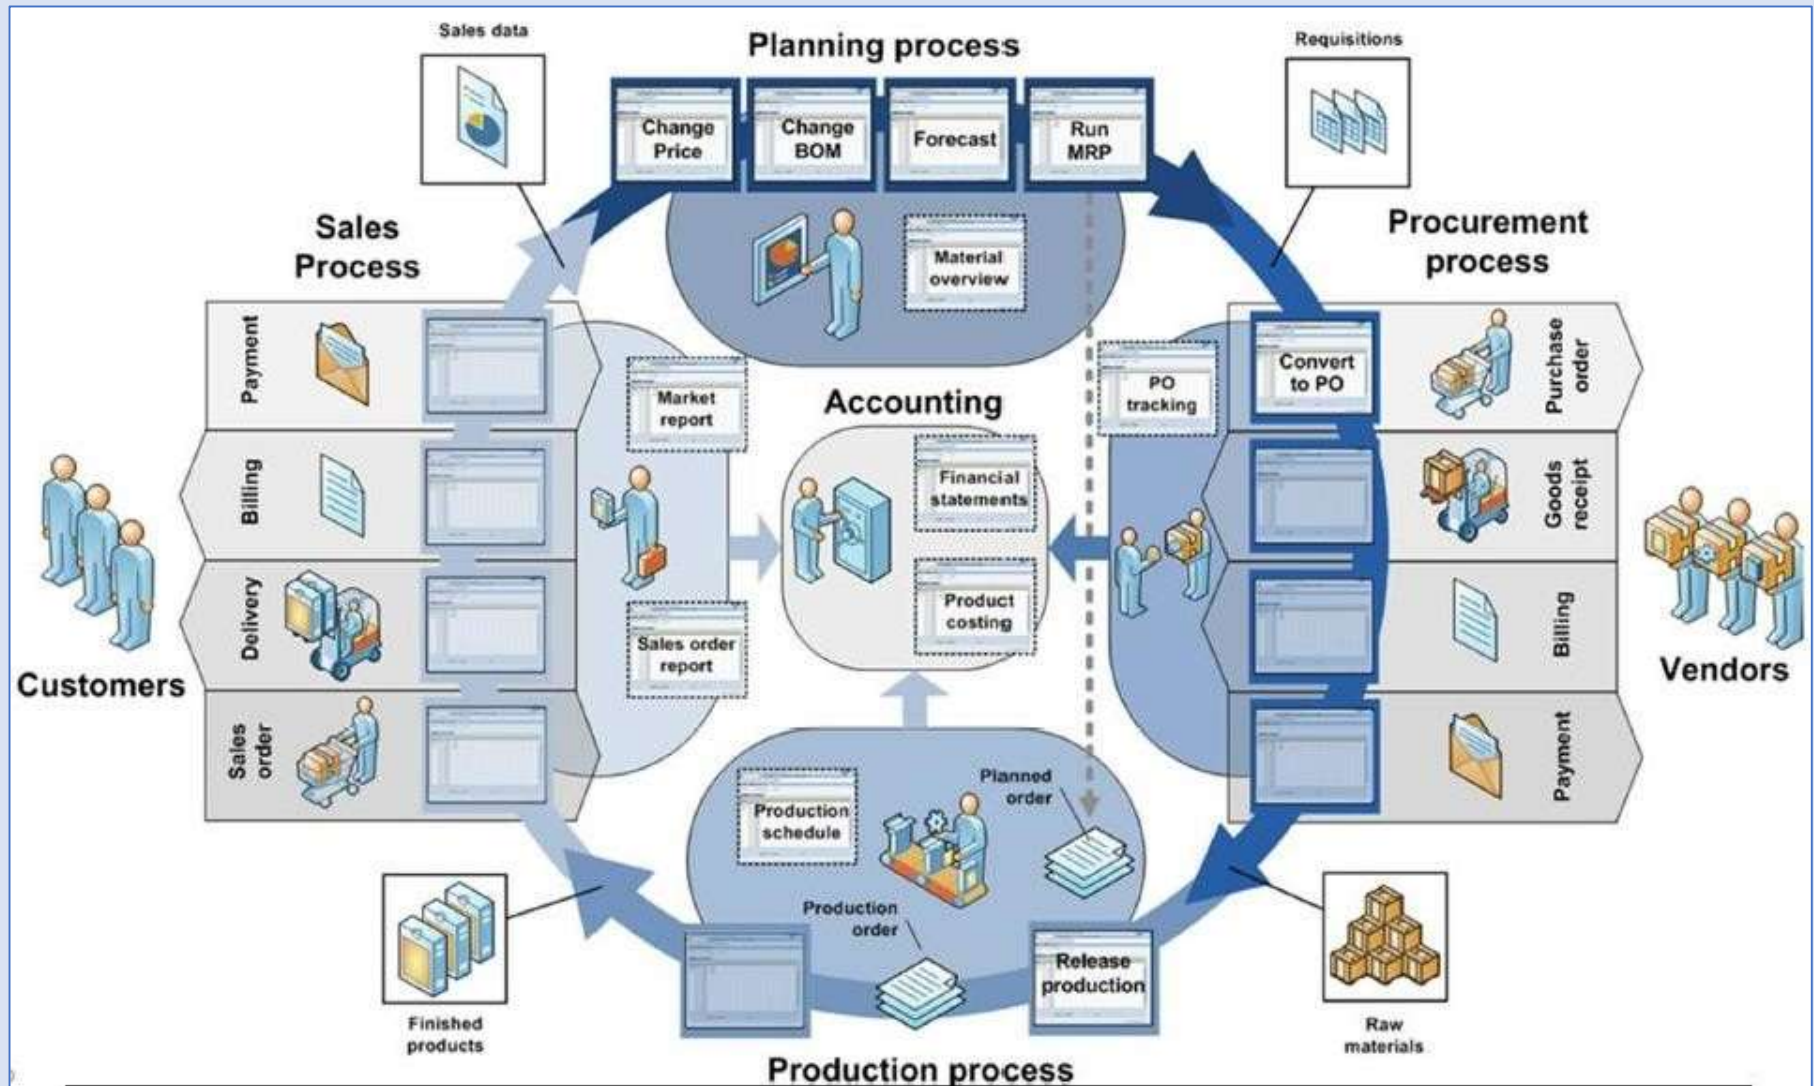 Sales data
Planning process
Requisitions
Change
Price
Change
BOM
Forecast
Run
MRP
Sales
Process
Material
overview
Procurement
process
Payment
Market
report
Accounting
PO
tracking
Convert
to PO
Purchase
order
Billing
Financial
statements
Goods
receipt
Delivery
Product
costing
Billing
Sales order
report
Customers
Vendors
Sales
order
Payment
Production
schedule
Planned
order
Production
order
Release
production
Finished
products
Raw
materials
Production process